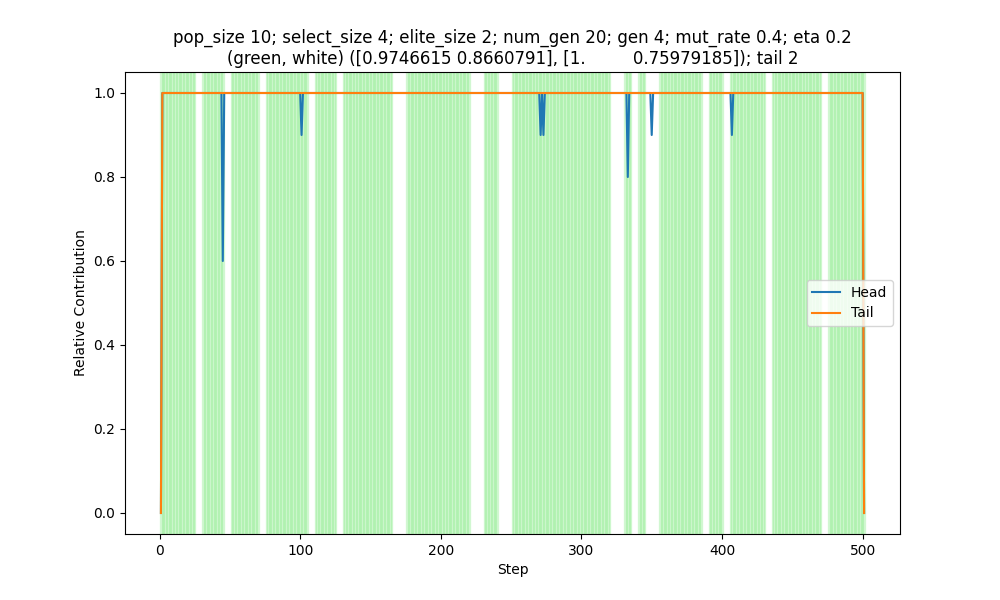 pop_size 10; select_size 4; elite_size 2; num_gen 20; gen 4; mut_rate 0.4; eta 0.2
(green, white) ([0.9746615 0.8660791], [1.          0.75979185]); tail 2
1.0
0.8
0.6
0.4
0.2
0.0
Relative Contribution
Head
Tail
0 100 200 300 400 500
Step